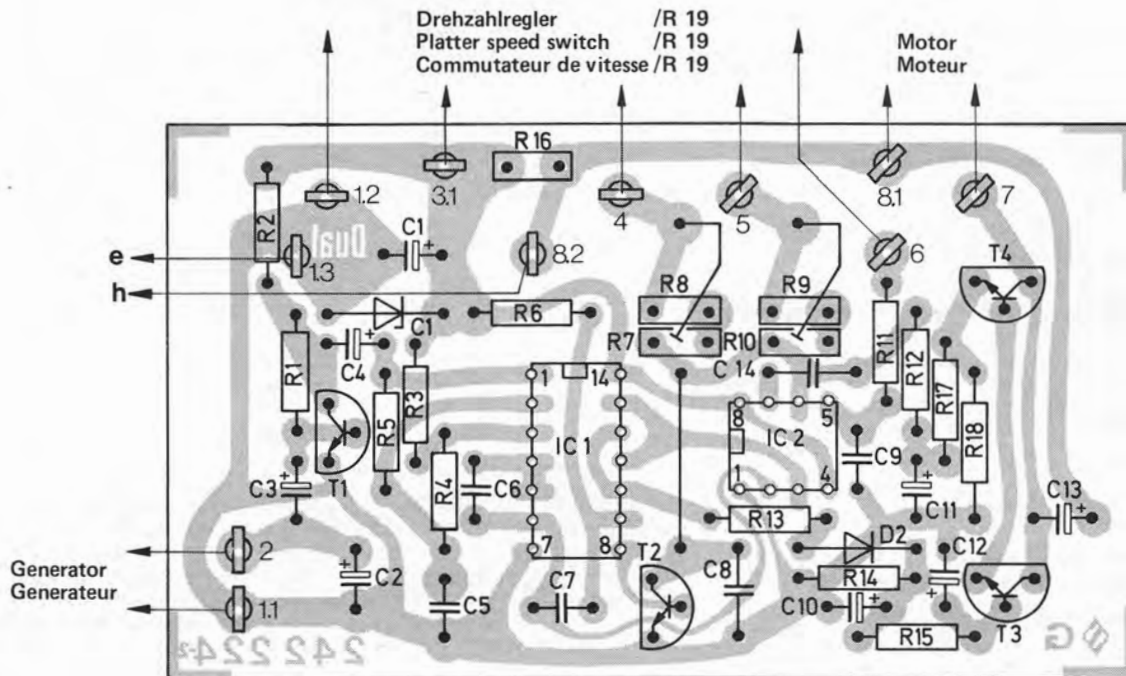 Drehzahlregler /R 19
Platter speed switch /R 19
Commutateur de vitesse /R 19
Motor
Moteur
R 16
3.1
8.1
R2
1.2
4
5
7
C1
Dual
e
1.3
8.2
6
T4
h
R8
R9
C1
R6
R7
R10
R11
C4
C 14
R12
R1
1
14
R17
R3
8
5
R5
IC 1
IC 2
R18
C9
R4
1
4
C3
T1
C6
C11
C13
R13
D2
2
7
8
T2
C12
Generator
Generateur
C2
C8
R14
C7
C5
C10
1.1
T3
R15
242 224-2
G